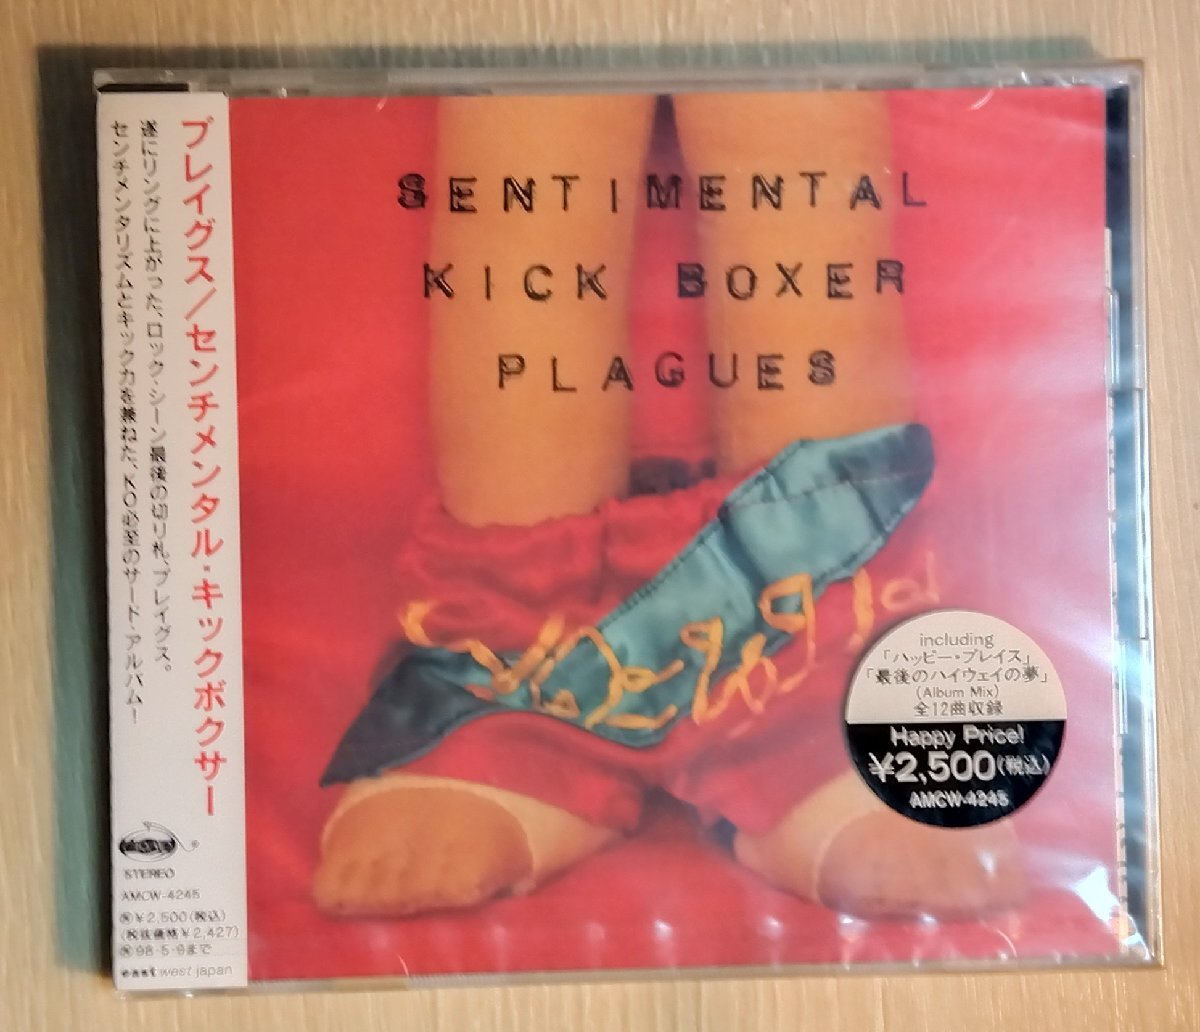 プレイグス/センチメンタル・キックボクサー
遂にリングに上がった、ロック・シーン最後の切り札、プレイグス。
センチメンタリズムとキック力を兼ねた、KO必至のサード・アルバム!
STEREO
AMCW-4245
¥2,500(税込)
(税抜価格¥2,427)
98・5・9まで
east west japan
SENTIMENTAL
KICK BOXER
PLAGUES
including
「ハッピー・プレイス」
「最後のハイウェイの夢」
(Album Mix)
全12曲収録
Happy Price!
¥2,500(税込)
AMCW-4245